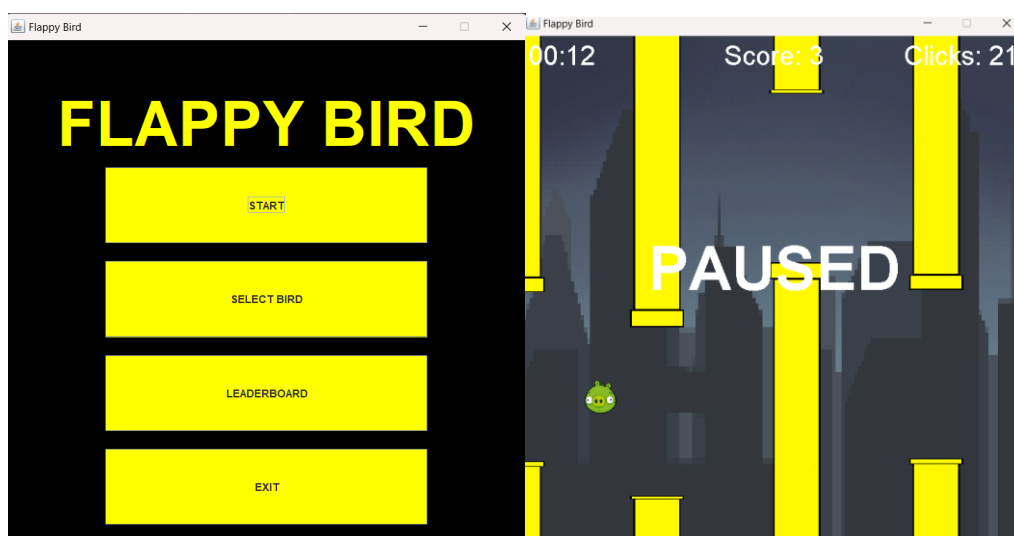 Flappy Bird
FLAPPY BIRD
START
SELECT BIRD
LEADERBOARD
EXIT
Flappy Bird
00:12 Score: 3 Clicks: 21
PAUSED